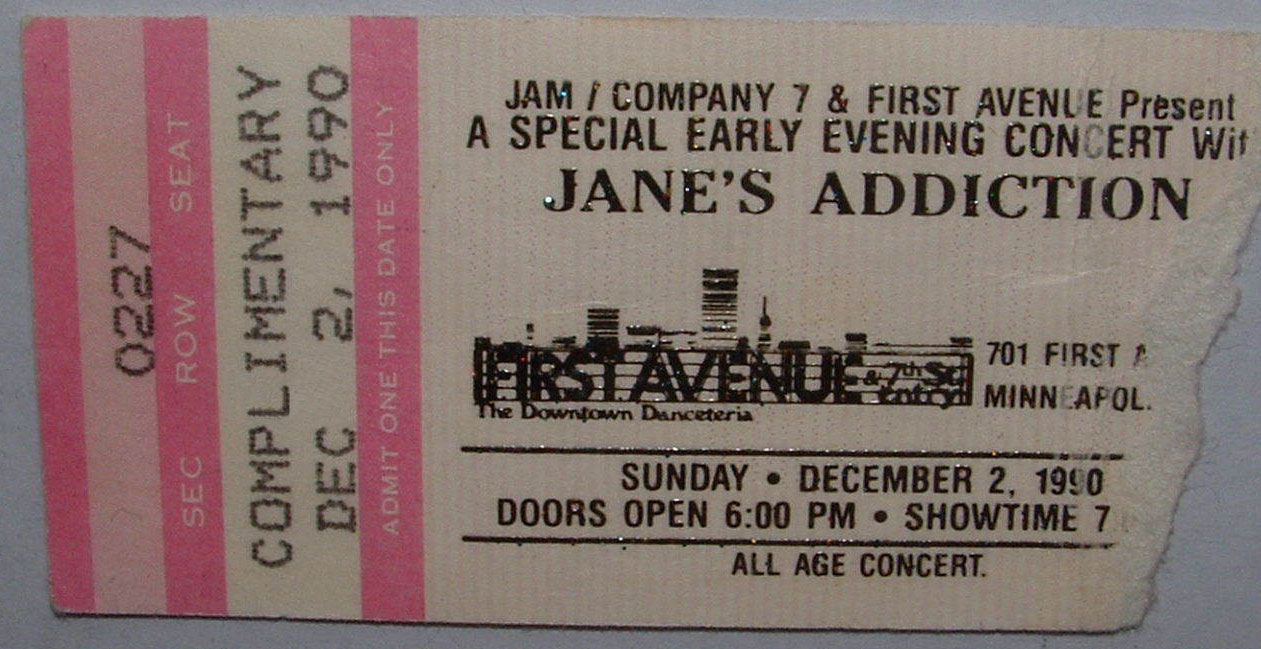 0227
SEC ROW SEAT
COMPLIMENTARY
DEC 2, 1990
ADMIT ONE THIS DATE ONLY
JAM / COMPANY 7 & FIRST AVENUE Present
A SPECIAL EARLY EVENING CONCERT Wit
JANE'S ADDICTION
FIRST AVENUE & 7th St Entry
The Downtown Danceteria
701 FIRST A
MINNEAPOL
SUNDAY • DECEMBER 2, 1990
DOORS OPEN 6:00 PM • SHOWTIME 7
ALL AGE CONCERT.